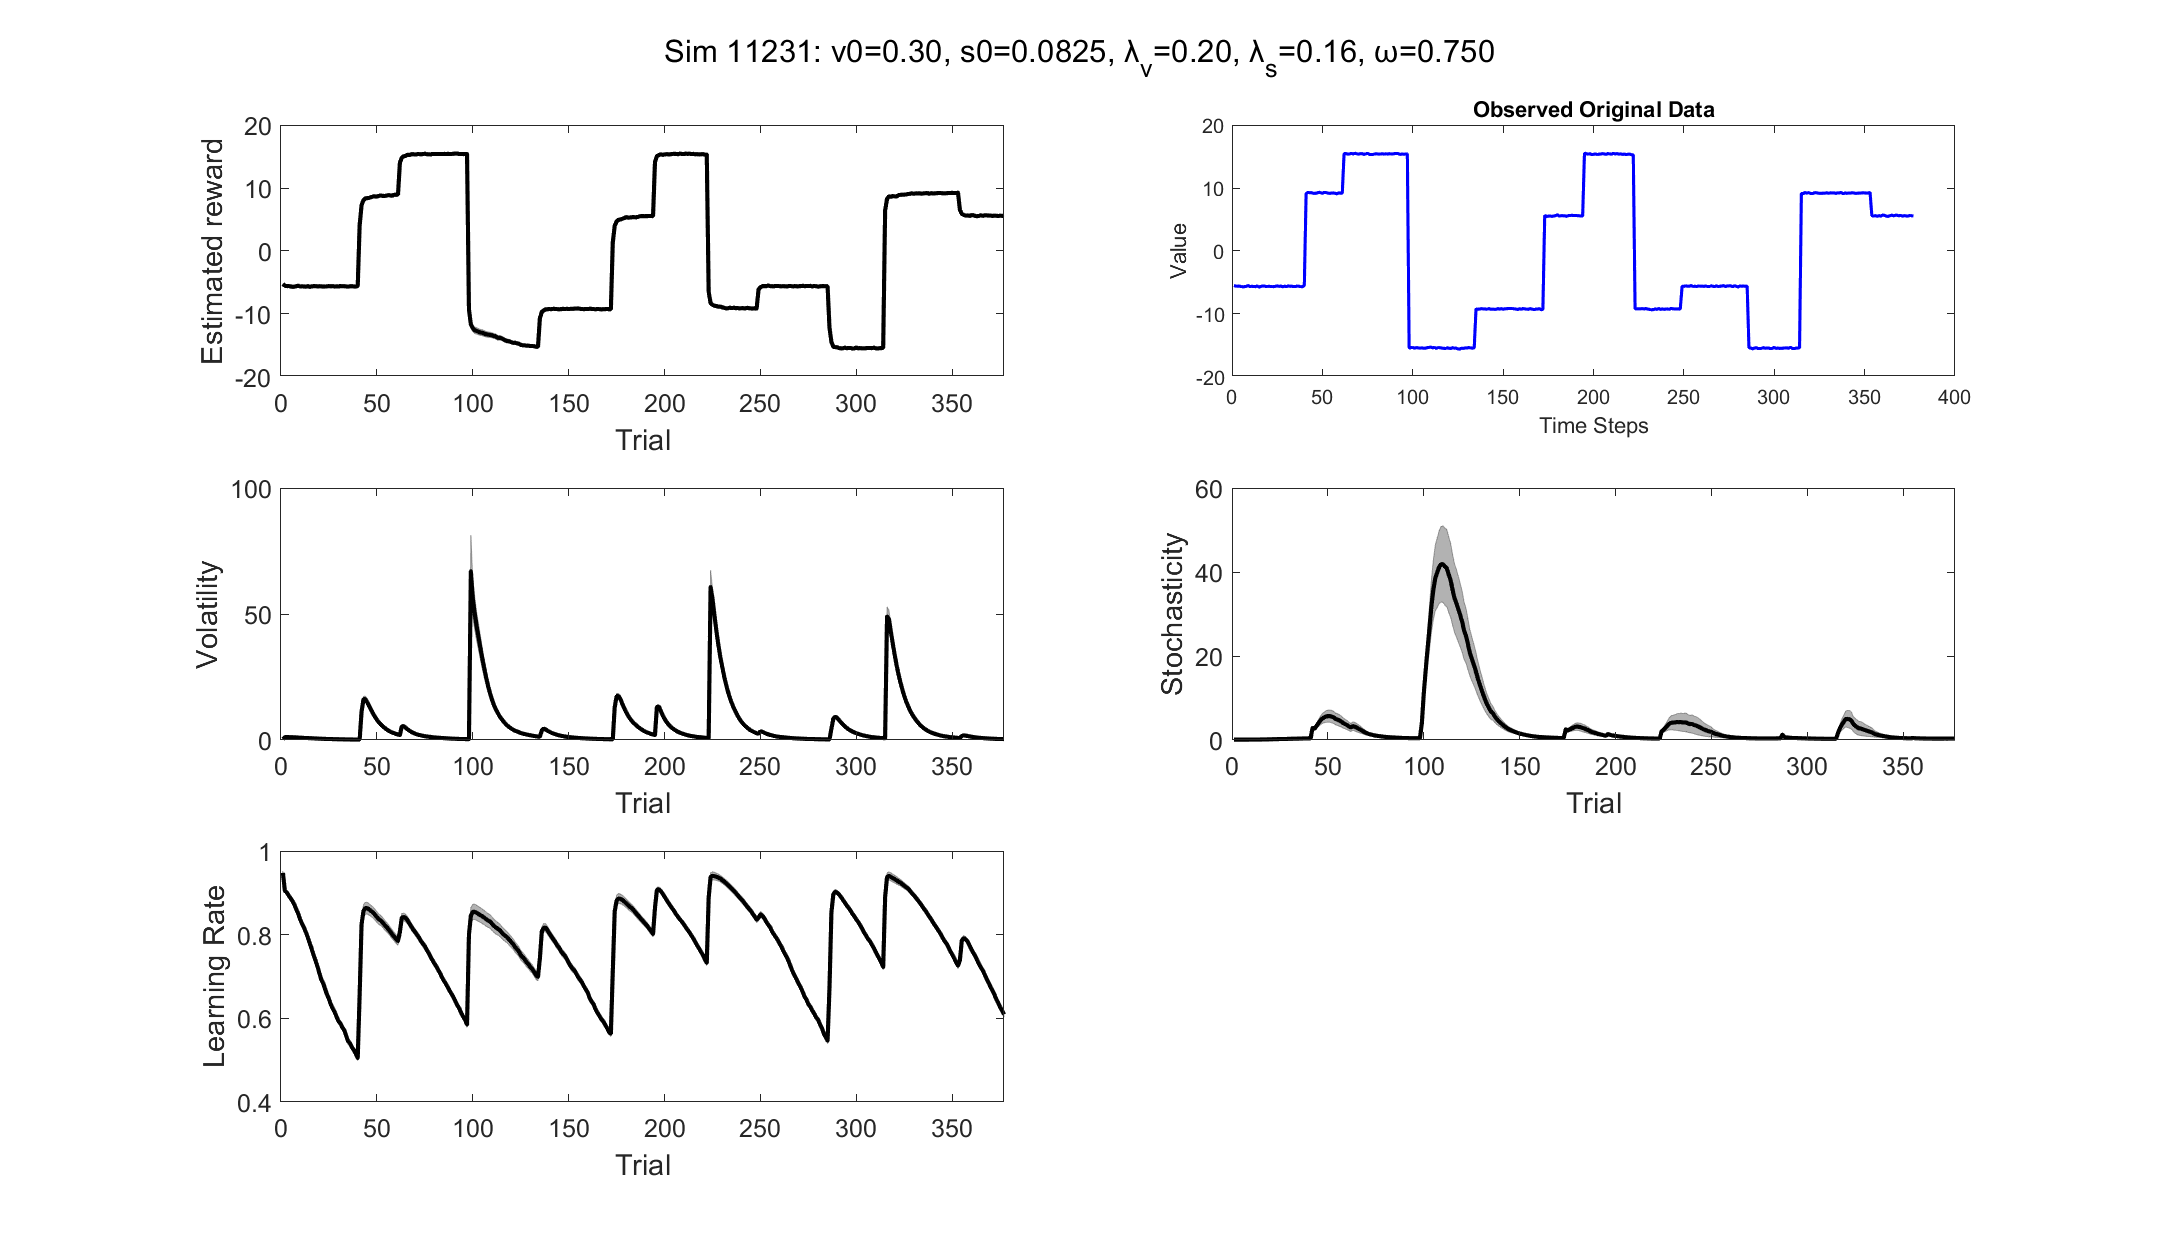 Sim 11231: v0=0.30, s0=0.0825, λv=0.20, λs=0.16, ω=0.750
20
10
0
-10
-20
Estimated reward
0 50 100 150 200 250 300 350
Trial
Observed Original Data
20
10
0
-10
-20
Value
0 50 100 150 200 250 300 350 400
Time Steps
100
50
0
Volatility
0 50 100 150 200 250 300 350
Trial
60
40
20
0
Stochasticity
0 50 100 150 200 250 300 350
Trial
1
0.8
0.6
0.4
Learning Rate
0 50 100 150 200 250 300 350
Trial